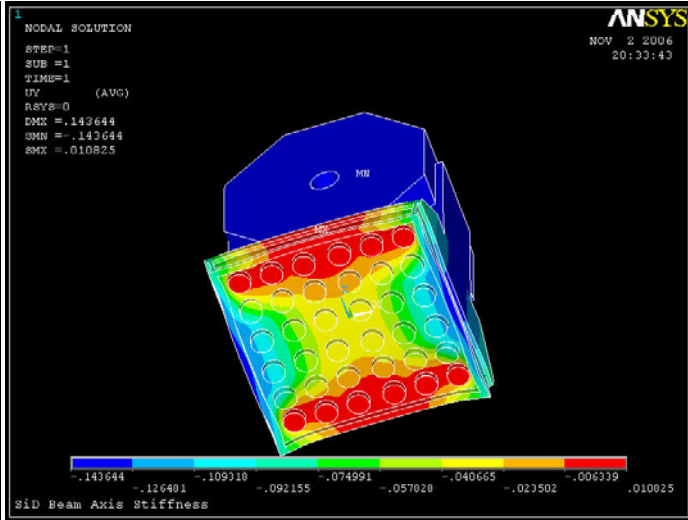 1
NODAL SOLUTION
STEP=1
SUB =1
TIME=1
UY (AVG)
RSYS=0
DMX =.143644
SMN =-.143644
SMX =.010825
ANSYS
NOV 2 2006
20:33:43
MN
MX
-.143644 -.109318 -.074991 -.040665 -.006339
-.126481 -.092155 -.057828 -.023502 .010825
SiD Beam Axis Stiffness